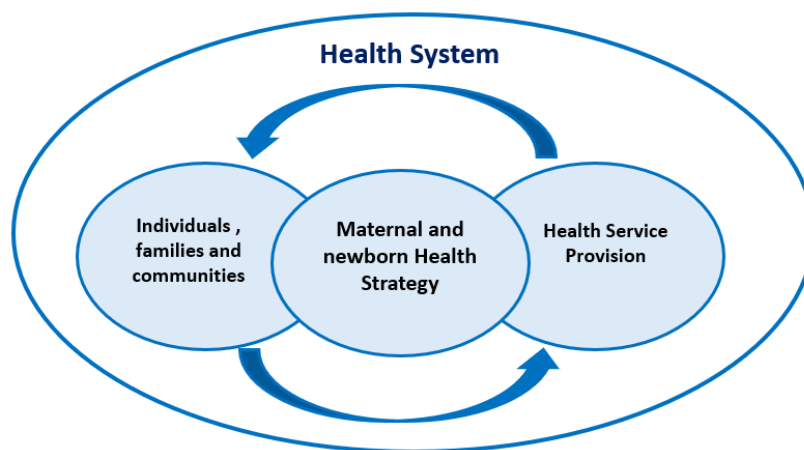 Health System
Individuals ,
families and
communities
Maternal and
newborn Health
Strategy
Health Service
Provision